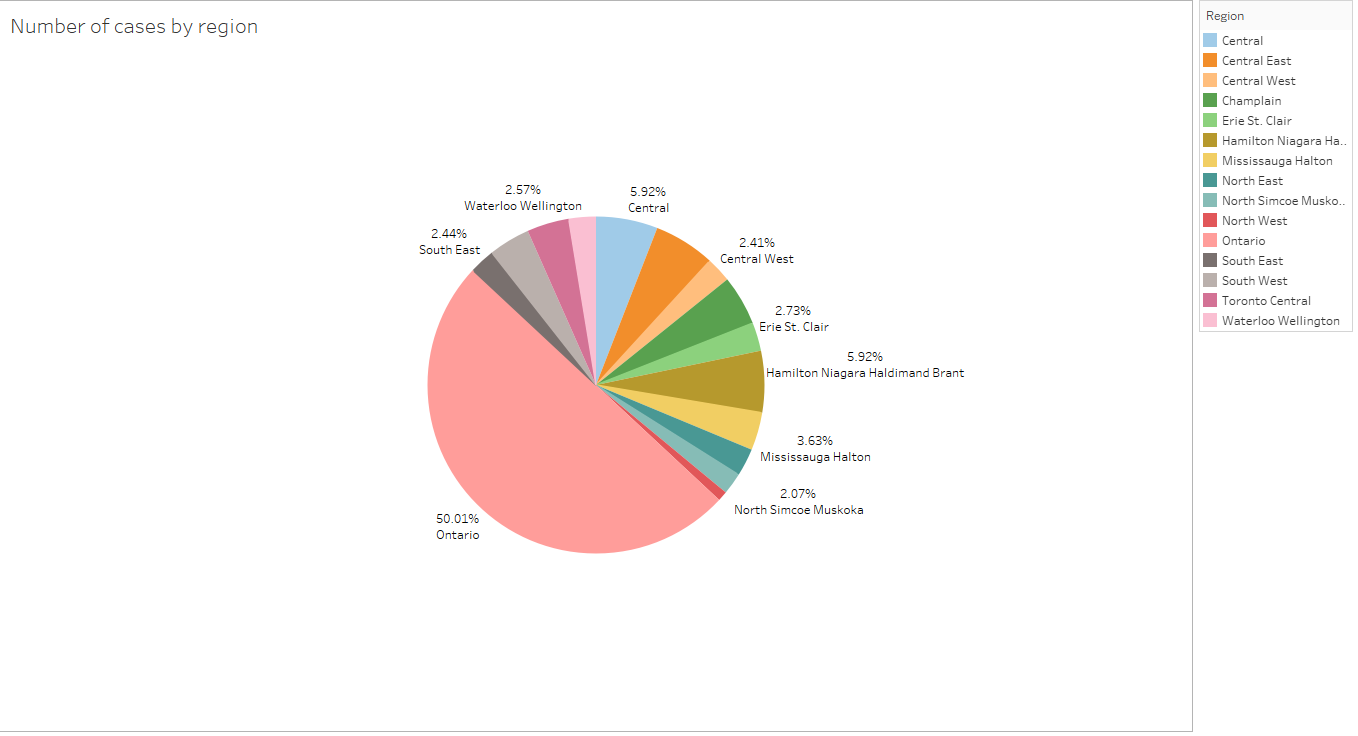 Number of cases by region
2.57%
Waterloo Wellington
5.92%
Central
2.44%
South East
2.41%
Central West
2.73%
Erie St. Clair
5.92%
Hamilton Niagara Haldimand Brant
3.63%
Mississauga Halton
2.07%
North Simcoe Muskoka
50.01%
Ontario
Region
Central
Central East
Central West
Champlain
Erie St. Clair
Hamilton Niagara Ha..
Mississauga Halton
North East
North Simcoe Musko..
North West
Ontario
South East
South West
Toronto Central
Waterloo Wellington